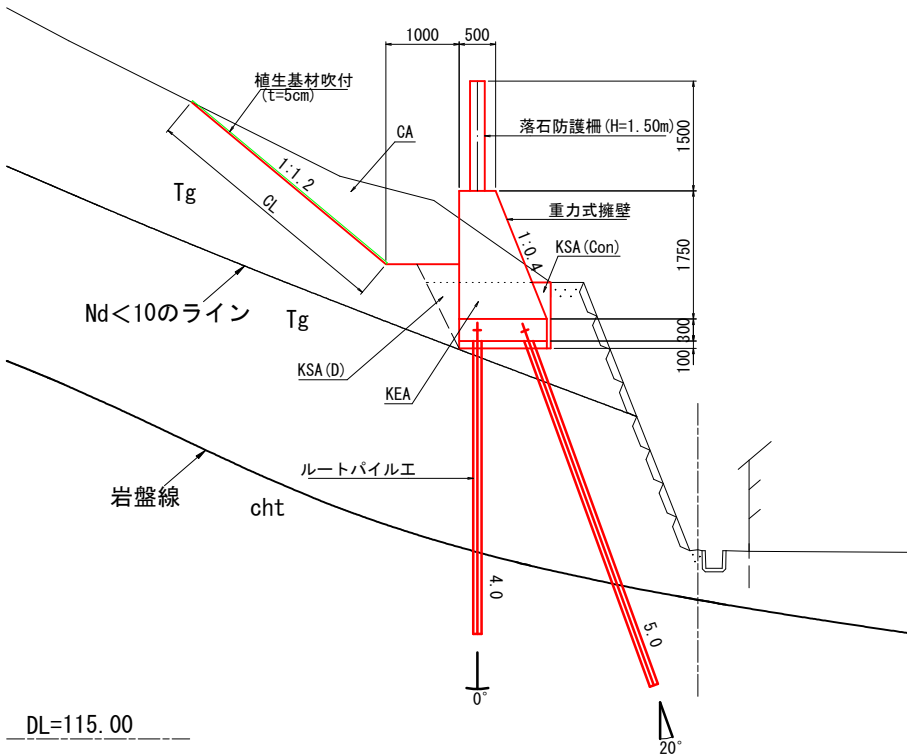 1000
500
植生基材吹付
(t=5cm)
CA
落石防護柵(H=1.50m)
1500
1:1.2
Tg
CL
重力式擁壁
1:0.4
KSA(Con)
1750
Nd<10のライン
Tg
300
KSA(D)
100
KEA
ルートパイル工
岩盤線
cht
4.0
5.0
0°
DL=115.00
20°